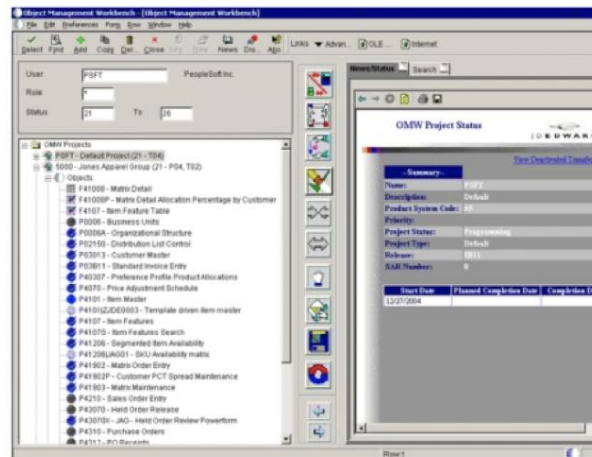 Object Management Workbench - [Object Management Workbench]
File Edit Preferences Form Row Window Help
Select Find Add Copy Del... Close News Dis... Abo Links Advan... OLE ... Internet
User PSFT PeopleSoft Inc.
Role *
Status 21 To 26
OMW Projects
PSFT - Default Project (21 - T04)
5000 - Jones Apparel Group (21 - P04, T02)
Objects
F41000 - Matrix Detail
F41000P - Matrix Detail Allocation Percentage by Customer
F4107 - Item Feature Table
P0006 - Business Units
P0006A - Organizational Structure
P02150 - Distribution List Control
P03013 - Customer Master
P03B11 - Standard Invoice Entry
P40307 - Preference Profile Product Allocations
P4070 - Price Adjustment Schedule
P4101 - Item Master
P4101|ZJDE0003 - Template driven item master
P4107 - Item Features
P4107S - Item Features Search
P41206 - Segmented Item Availability
P41206|JAG01 - SKU Availability matrix
P41902 - Matrix Order Entry
P41902P - Customer PCT Spread Maintenance
P41903 - Matrix Maintenance
P4210 - Sales Order Entry
P43070 - Held Order Release
P43070X - JAG- Held Order Review Powerform
P4310 - Purchase Orders
P4312 - PO Receipts
News/Status Search
OMW Project Status
JDEDWAR
View Deactivated Transfe
- Summary -
Name: PSFT
Description: Default
Product System Code: 55
Priority:
Project Status: Programming
Project Type: Default
Release:
SAR Number: 0
Start Date Planned Completion Date Completion D
12/27/2004
Row:1